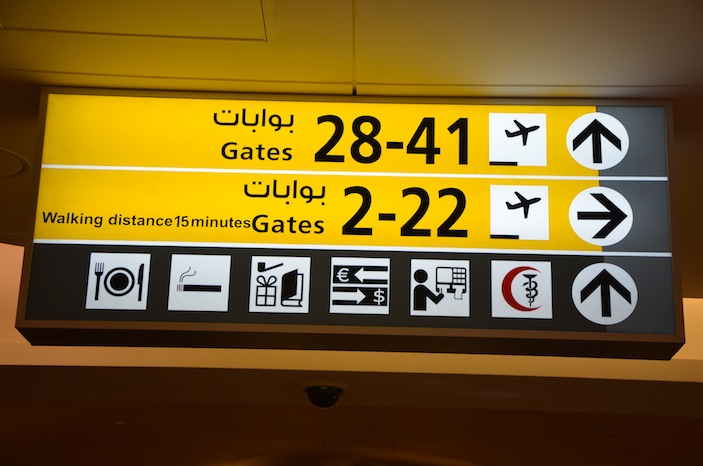 بوابات
Gates 28-41
بوابات
Walking distance 15 minutes Gates 2-22
€
$